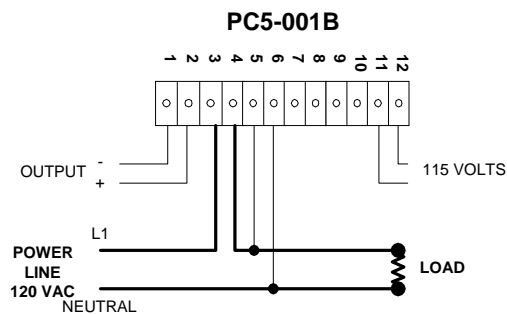 PC5-001B
1 2 3 4 5 6 7 8 9 10 11 12
OUTPUT - +
115 VOLTS
L1
POWER
LINE
120 VAC
NEUTRAL
LOAD